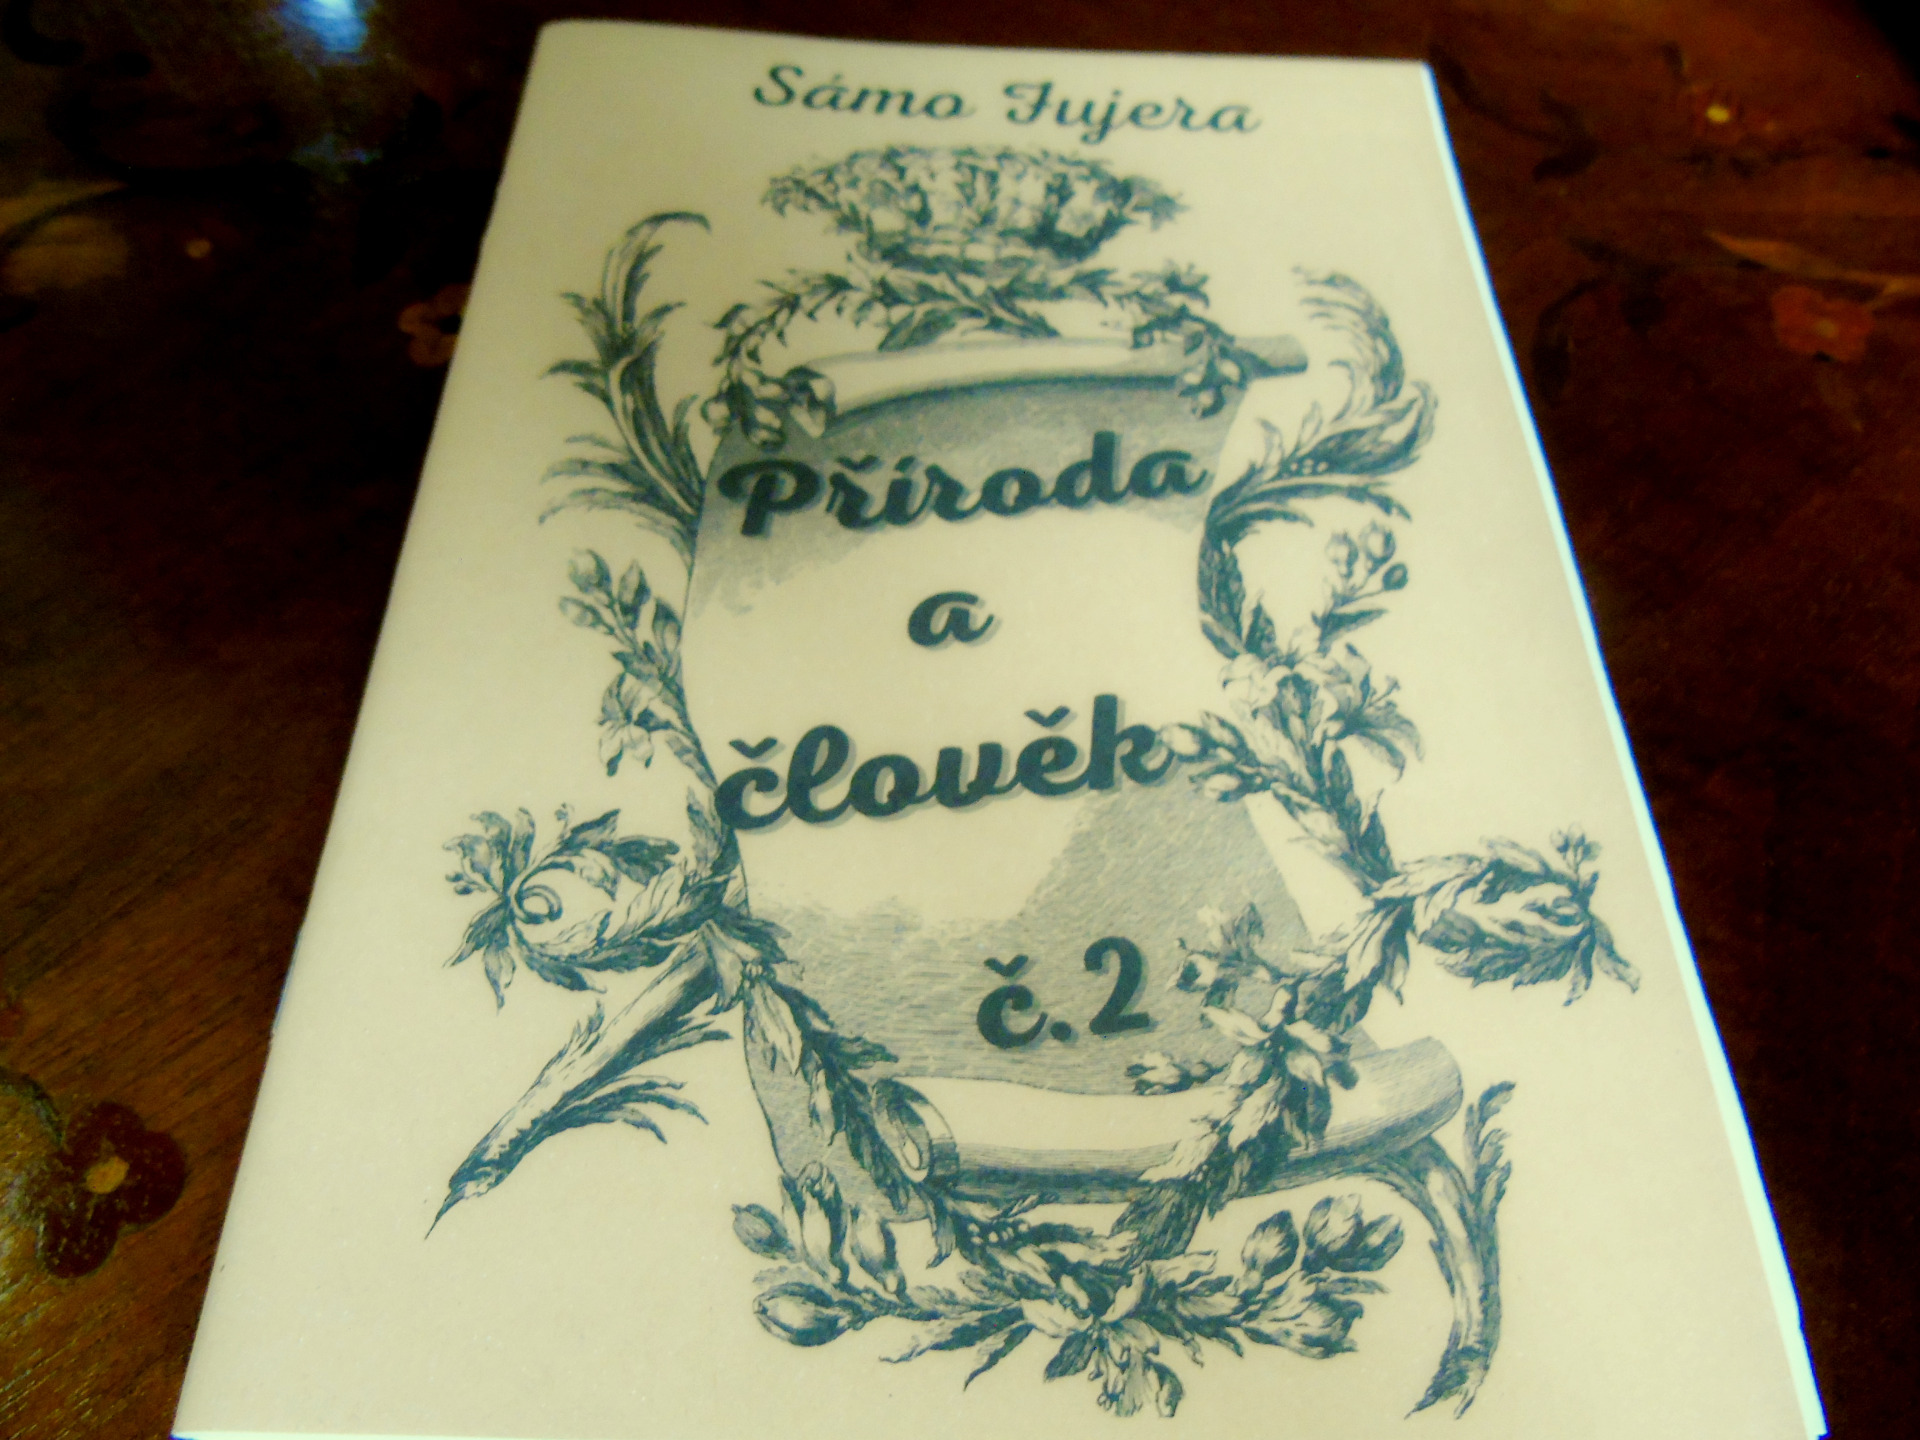 Sámo Fujera
Příroda
a
člověk
č.2